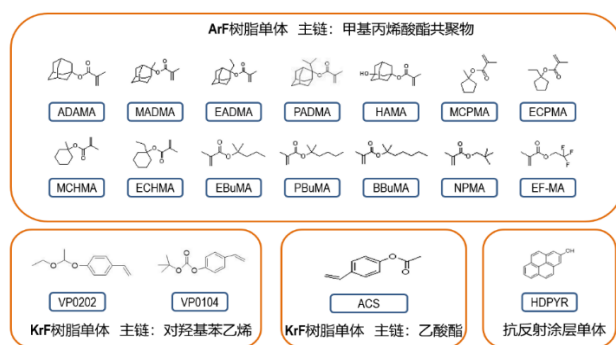 ArF树脂单体 主链：甲基丙烯酸酯共聚物
HO
ADAMA MADMA EADMA PADMA HAMA MCPMA ECPMA
MCHMA ECHMA EBuMA PBuMA BBuMA NPMA EF-MA
VP0202 VP0104 ACS HDPYR
KrF树脂单体 主链：对羟基苯乙烯 KrF树脂单体 主链：乙酸酯 抗反射涂层单体